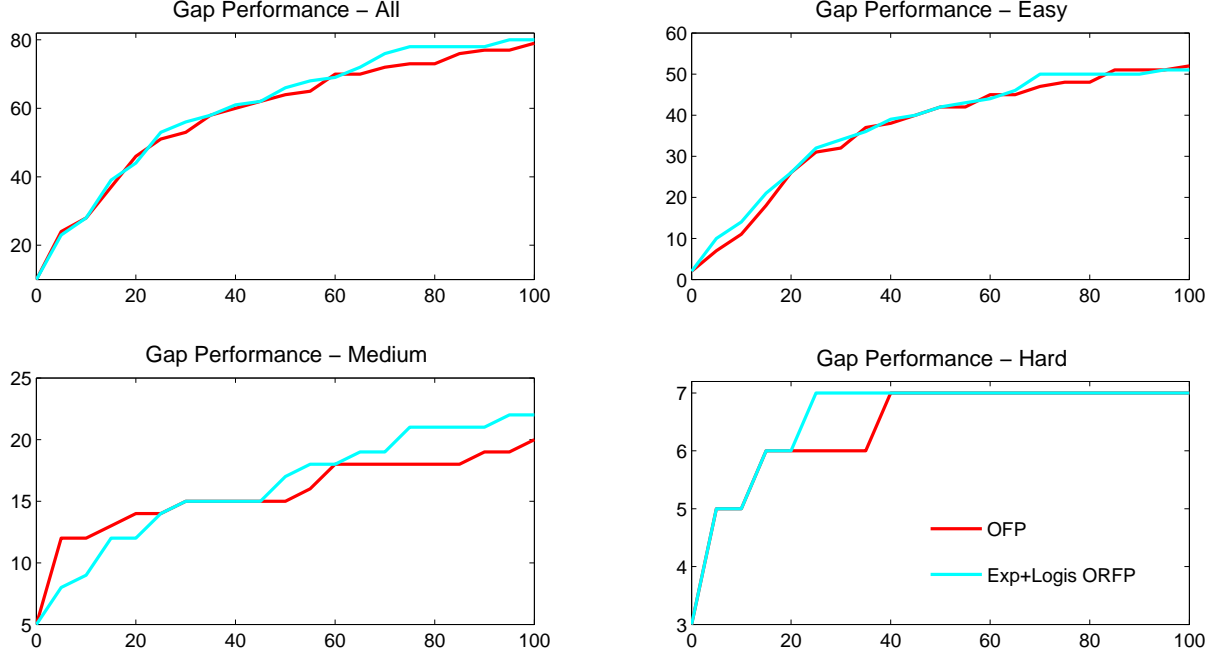 Gap Performance – All
80
60
40
20
0 20 40 60 80 100
Gap Performance – Easy
60
50
40
30
20
10
0
0 20 40 60 80 100
Gap Performance – Medium
25
20
15
10
5
0 20 40 60 80 100
Gap Performance – Hard
7
6
5
4
3
0 20 40 60 80 100
OFP
Exp+Logis ORFP